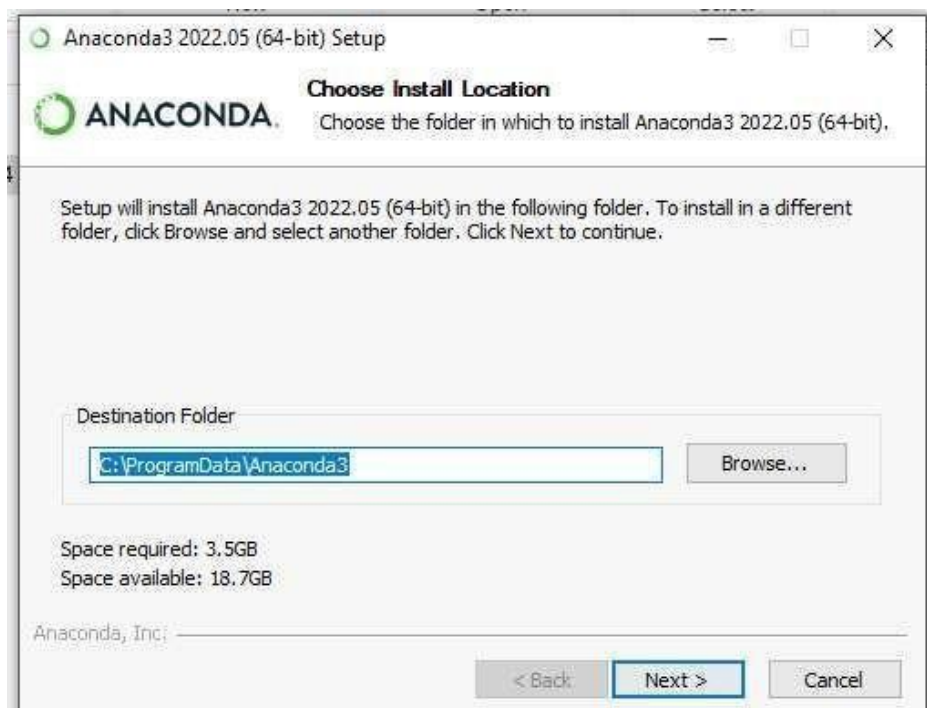 Anaconda3 2022.05 (64-bit) Setup
ANACONDA.
Choose Install Location
Choose the folder in which to install Anaconda3 2022.05 (64-bit).
4
Setup will install Anaconda3 2022.05 (64-bit) in the following folder. To install in a different
folder, click Browse and select another folder. Click Next to continue.
Destination Folder
C:\ProgramData\Anaconda3
Browse...
Space required: 3.5GB
Space available: 18.7GB
Anaconda, Inc.
< Back
Next >
Cancel